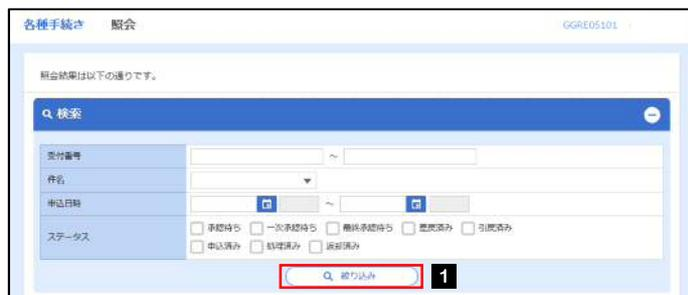 各種手続き 照会 GGRE05101
照会結果は以下の通りです。
検索
受付番号 ～
件名
申込日時 ～
ステータス 承認待ち 一次承認待ち 最終承認待ち 差戻済み 引戻済み
申込済み 処理済み 返却済み
絞り込み 1